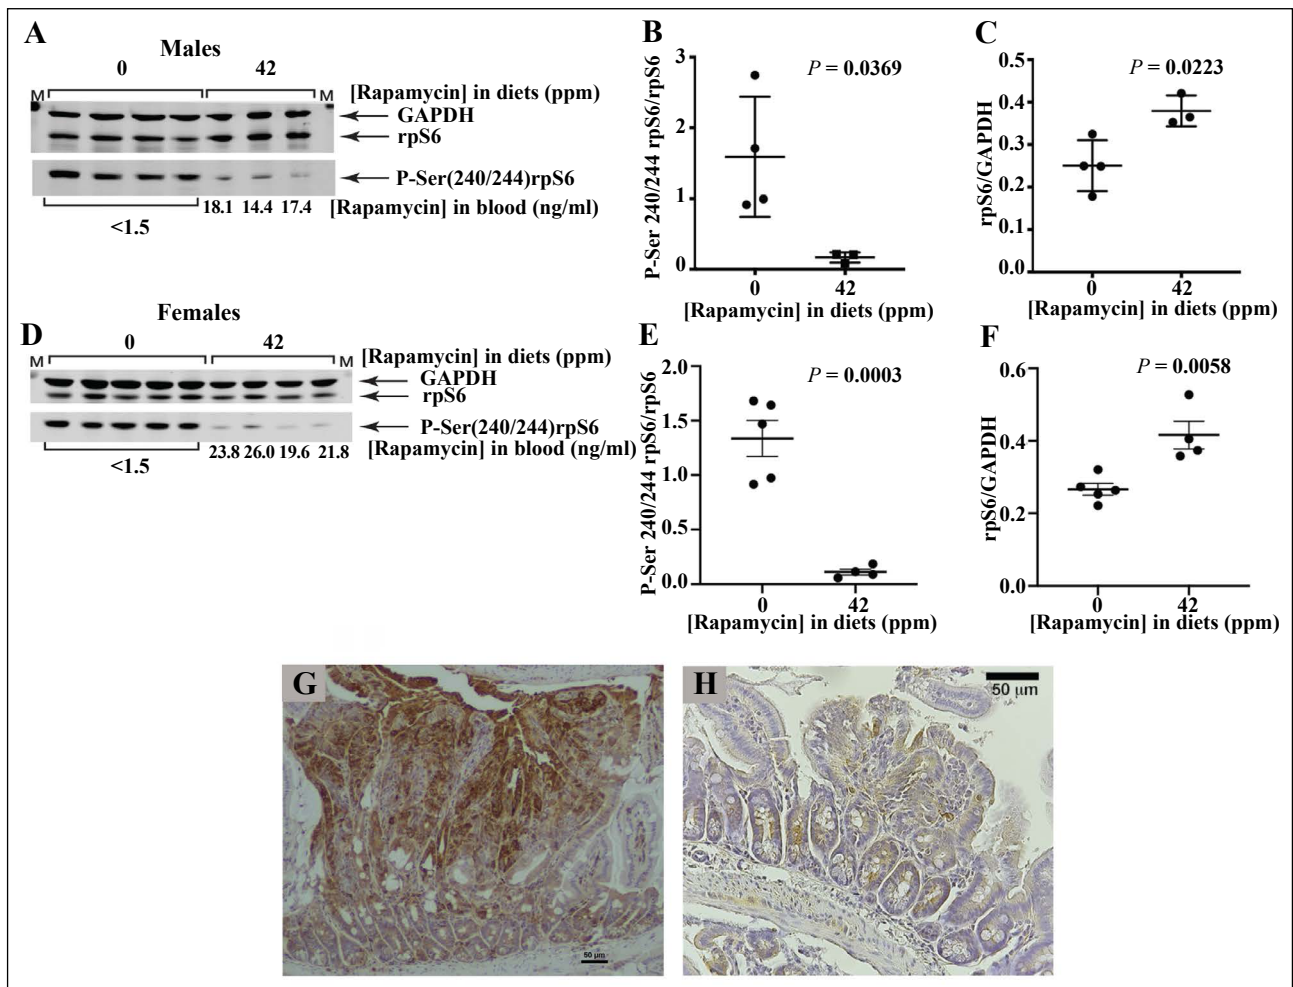 A
Males
0 42
M M
[Rapamycin] in diets (ppm)
GAPDH
rpS6
P-Ser(240/244)rpS6
18.1 14.4 17.4
[Rapamycin] in blood (ng/ml)
<1.5
B
P-Ser 240/244 rpS6/rpS6
3
2
1
0
P = 0.0369
0 42
[Rapamycin] in diets (ppm)
C
rpS6/GAPDH
0.5
0.4
0.3
0.2
0.1
0.0
P = 0.0223
0 42
[Rapamycin] in diets (ppm)
D
Females
0 42
M M
[Rapamycin] in diets (ppm)
GAPDH
rpS6
P-Ser(240/244)rpS6
23.8 26.0 19.6 21.8
[Rapamycin] in blood (ng/ml)
<1.5
E
P-Ser 240/244 rpS6/rpS6
2.0
1.5
1.0
0.5
0.0
P = 0.0003
0 42
[Rapamycin] in diets (ppm)
F
rpS6/GAPDH
0.6
0.4
0.2
0.0
P = 0.0058
0 42
[Rapamycin] in diets (ppm)
G
50 µm
H
50 µm